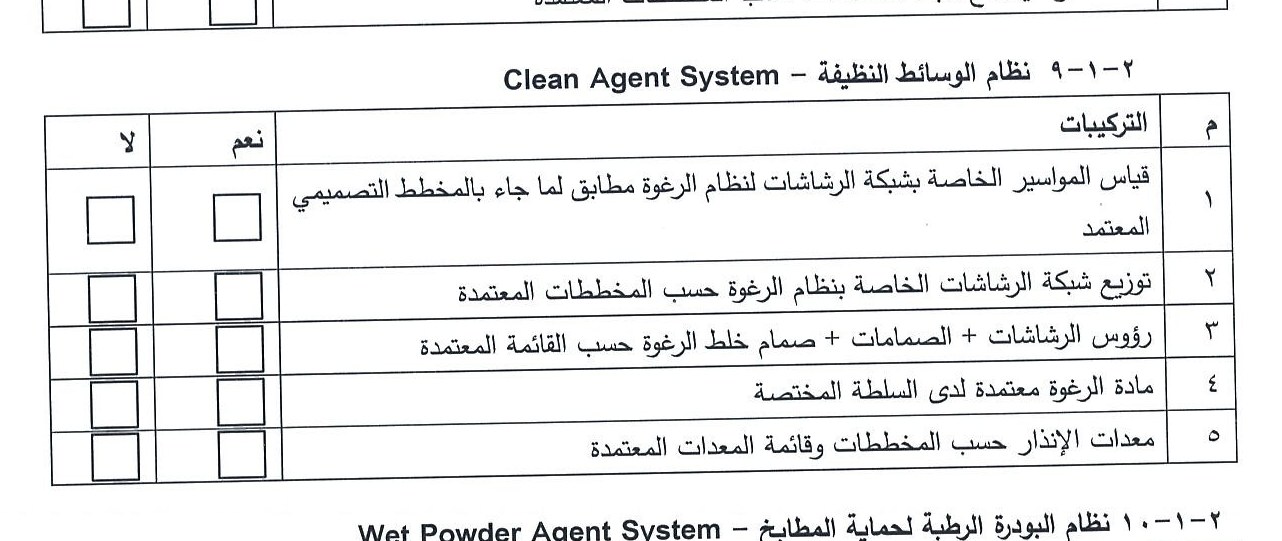 ٢-١-٩ نظام الوسائط النظيفة – Clean Agent System
م التركيبات نعم لا
١ قياس المواسير الخاصة بشبكة الرشاشات لنظام الرغوة مطابق لما جاء بالمخطط التصميمي
المعتمد
٢ توزيع شبكة الرشاشات الخاصة بنظام الرغوة حسب المخططات المعتمدة
٣ رؤوس الرشاشات + الصمامات + صمام خلط الرغوة حسب القائمة المعتمدة
٤ مادة الرغوة معتمدة لدى السلطة المختصة
٥ معدات الإنذار حسب المخططات وقائمة المعدات المعتمدة
٢-١-١٠ نظام البودرة الرطبة لحماية المطابخ – Wet Powder Agent System